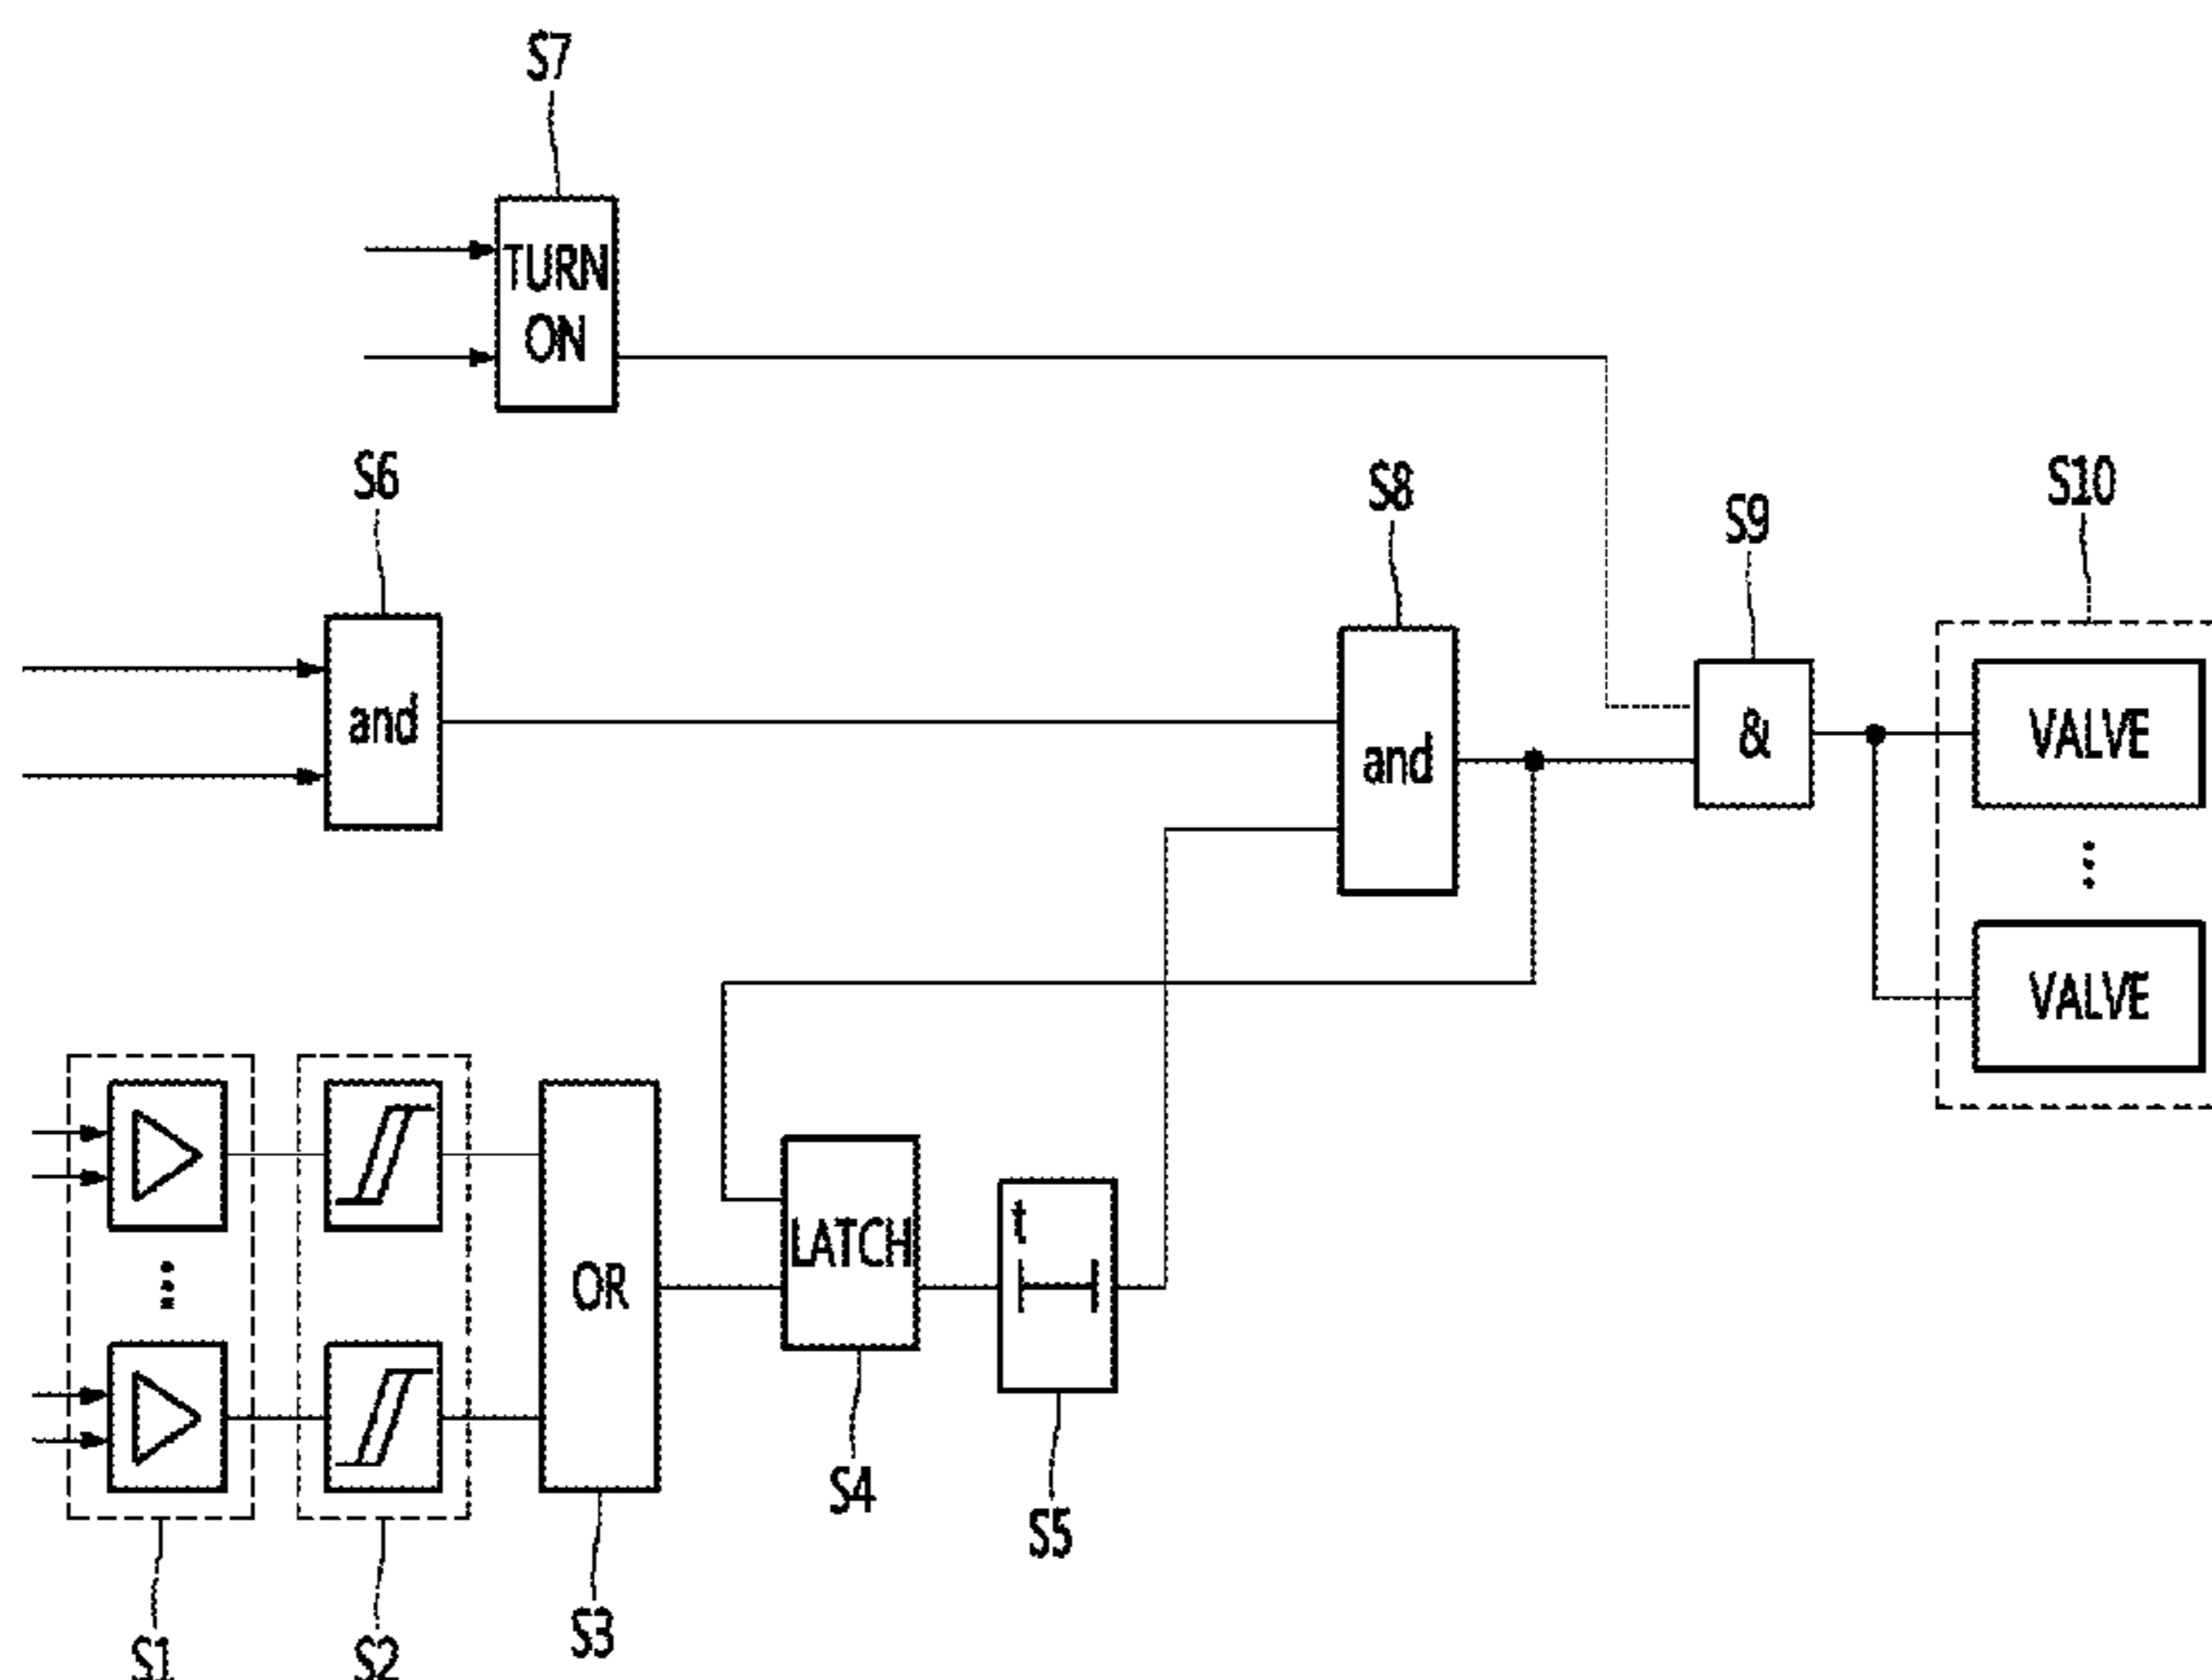 S7
TURN
ON
S6
and
S8
and
S9
&
S10
VALVE
VALVE
OR
LATCH
t
S4
S5
S3
S1
S2